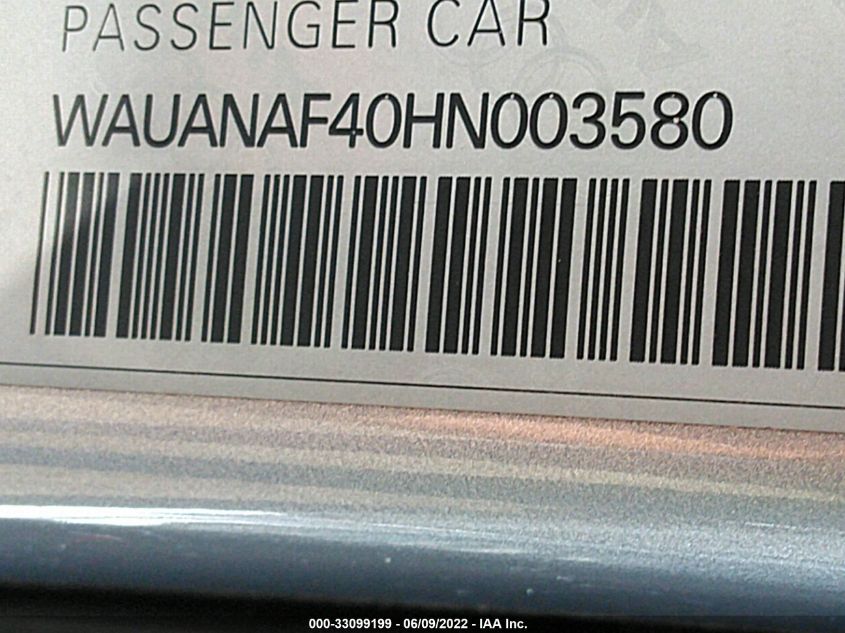 PASSENGER CAR
WAUANAF40HN003580
000-33099199 - 06/09/2022 - IAA Inc.